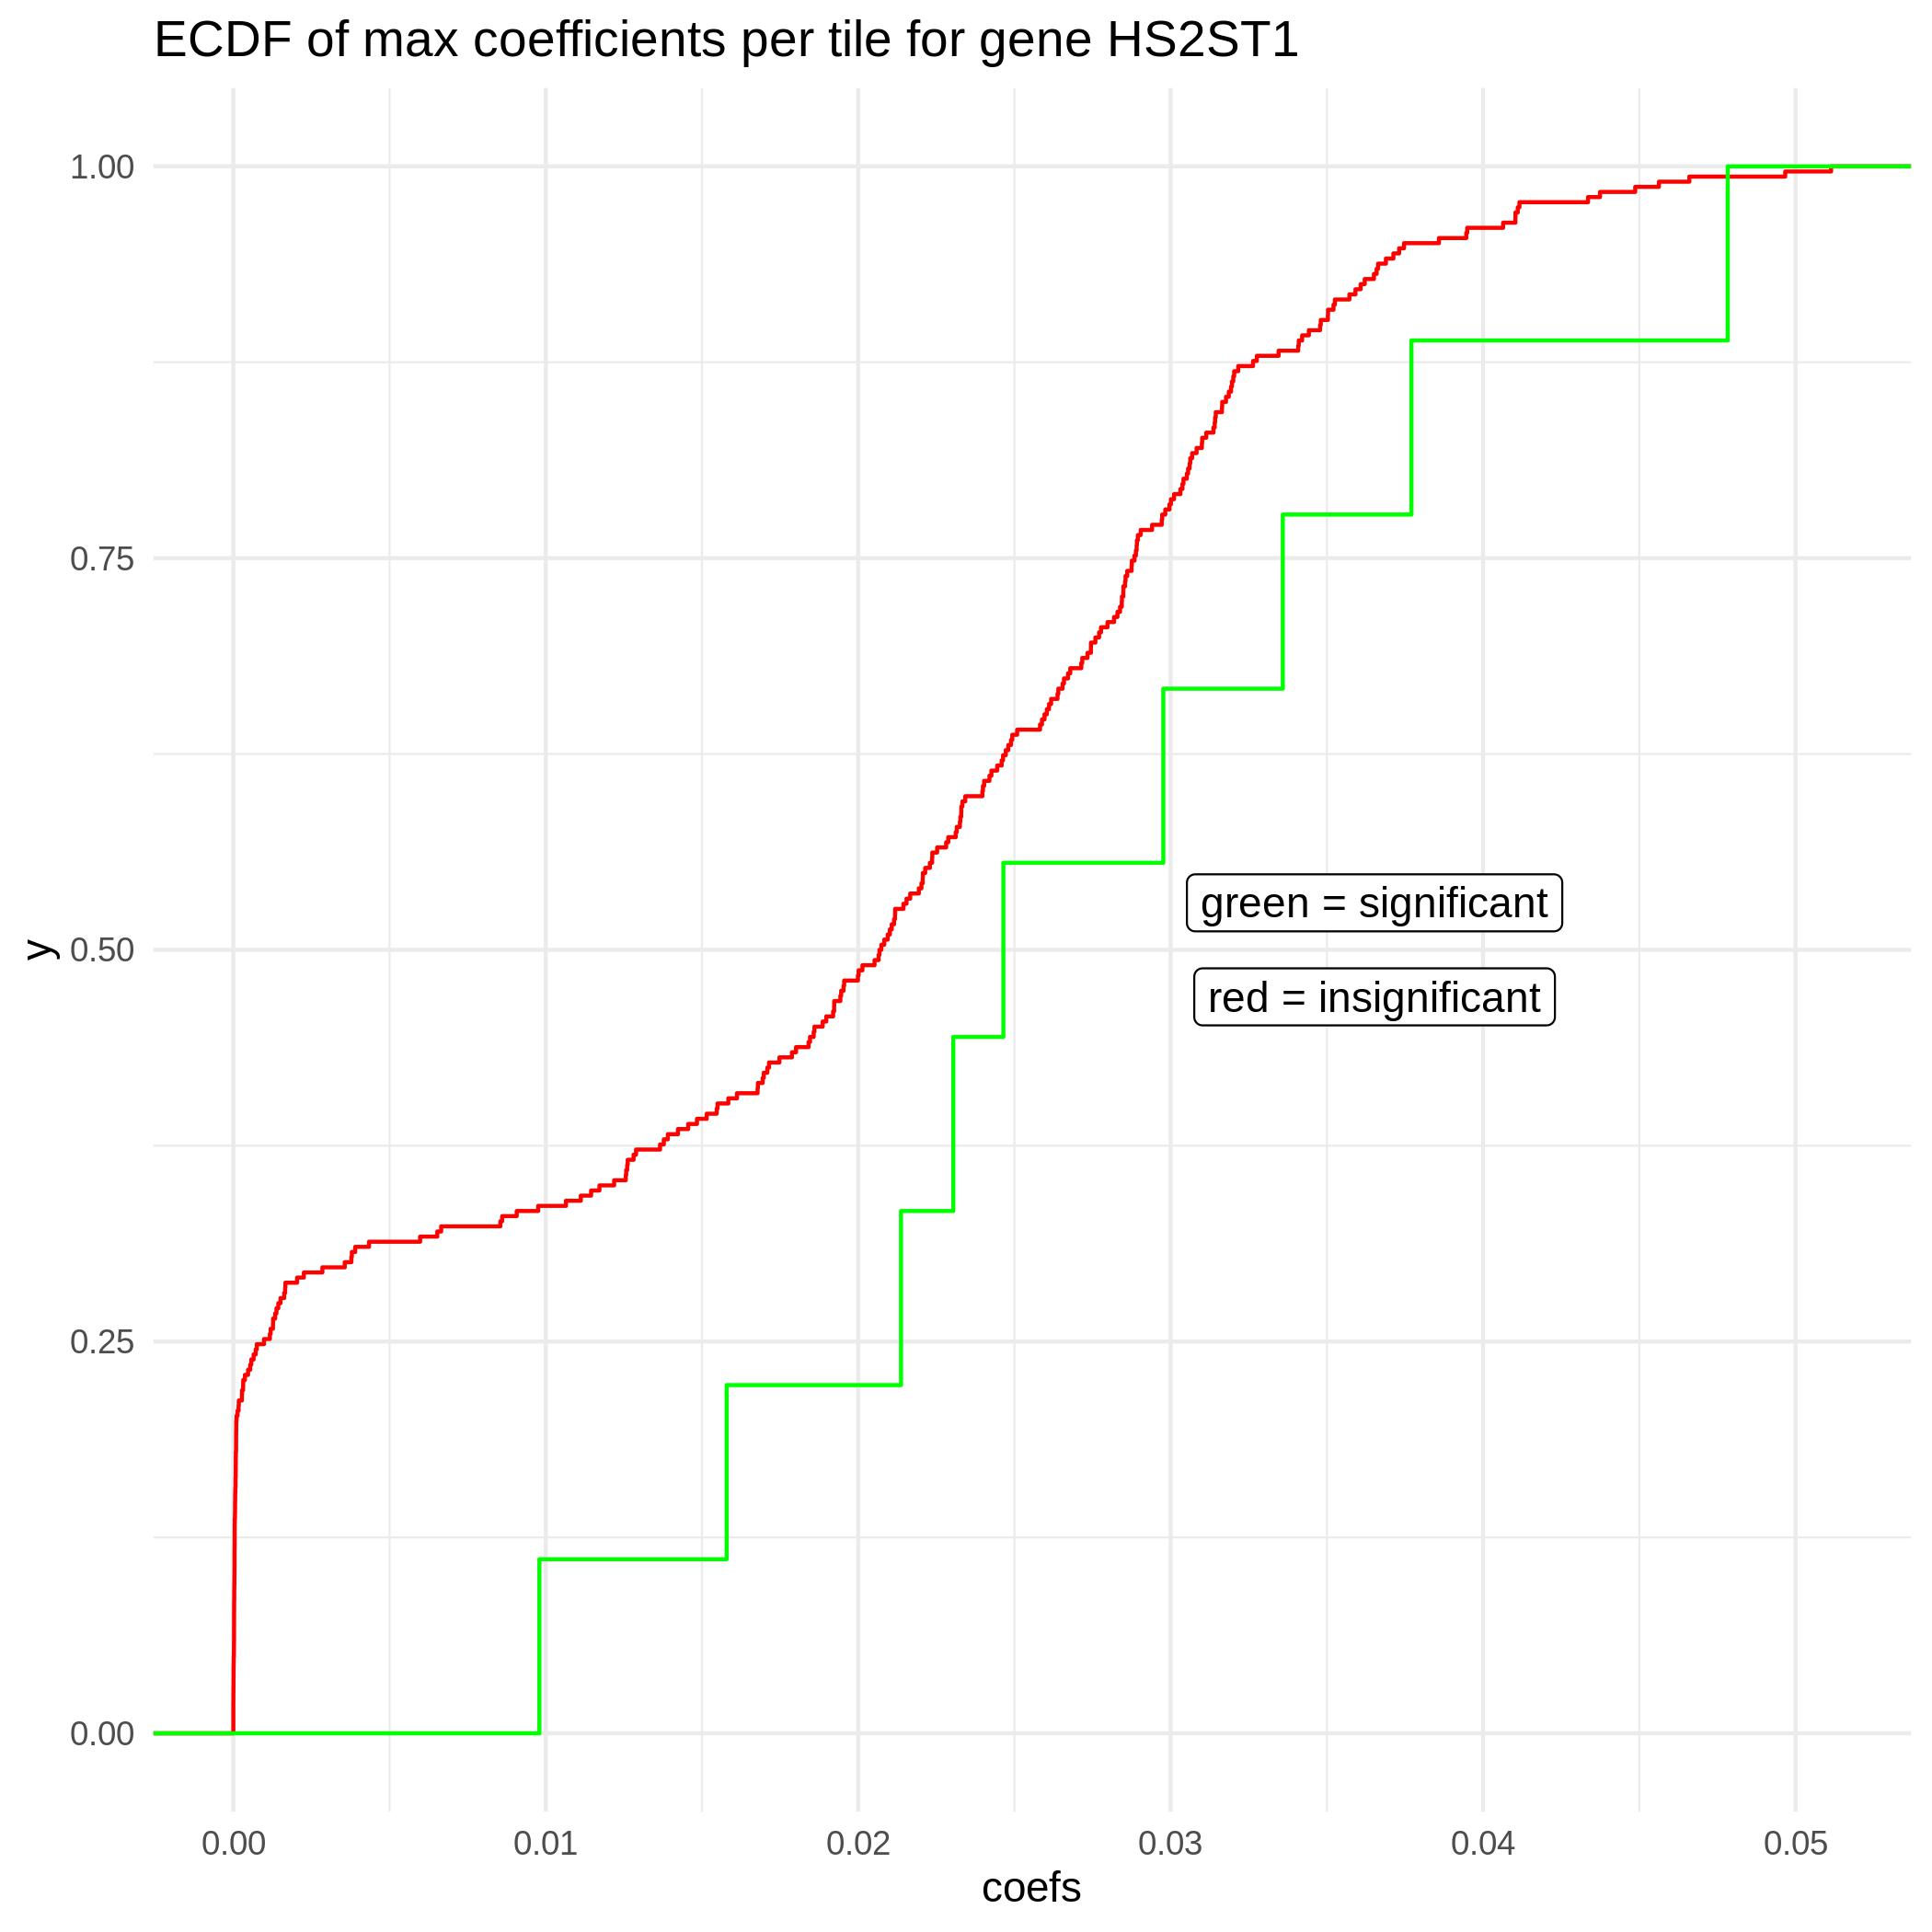 ECDF of max coefficients per tile for gene HS2ST1
1.00
0.75
0.50
0.25
0.00
y
green = significant
red = insignificant
0.00 0.01 0.02 0.03 0.04 0.05
coefs